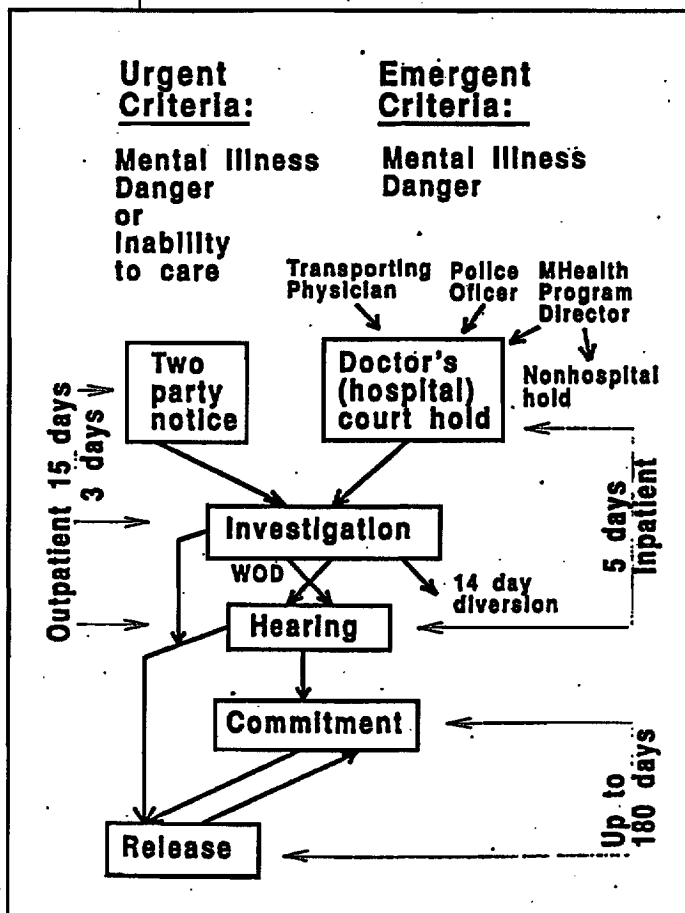 Urgent
Criteria:
Mental Illness
Danger
or
Inability
to care
Emergent
Criteria:
Mental Illness
Danger
Transporting
Physician
Police
Oficer
MHealth
Program
Director
Nonhospital
hold
Two
party
notice
Doctor's
(hospital)
court hold
Outpatient 15 days
3 days
5 days
Inpatient
Investigation
WOD
14 day
diversion
Hearing
Commitment
Up to
180 days
Release